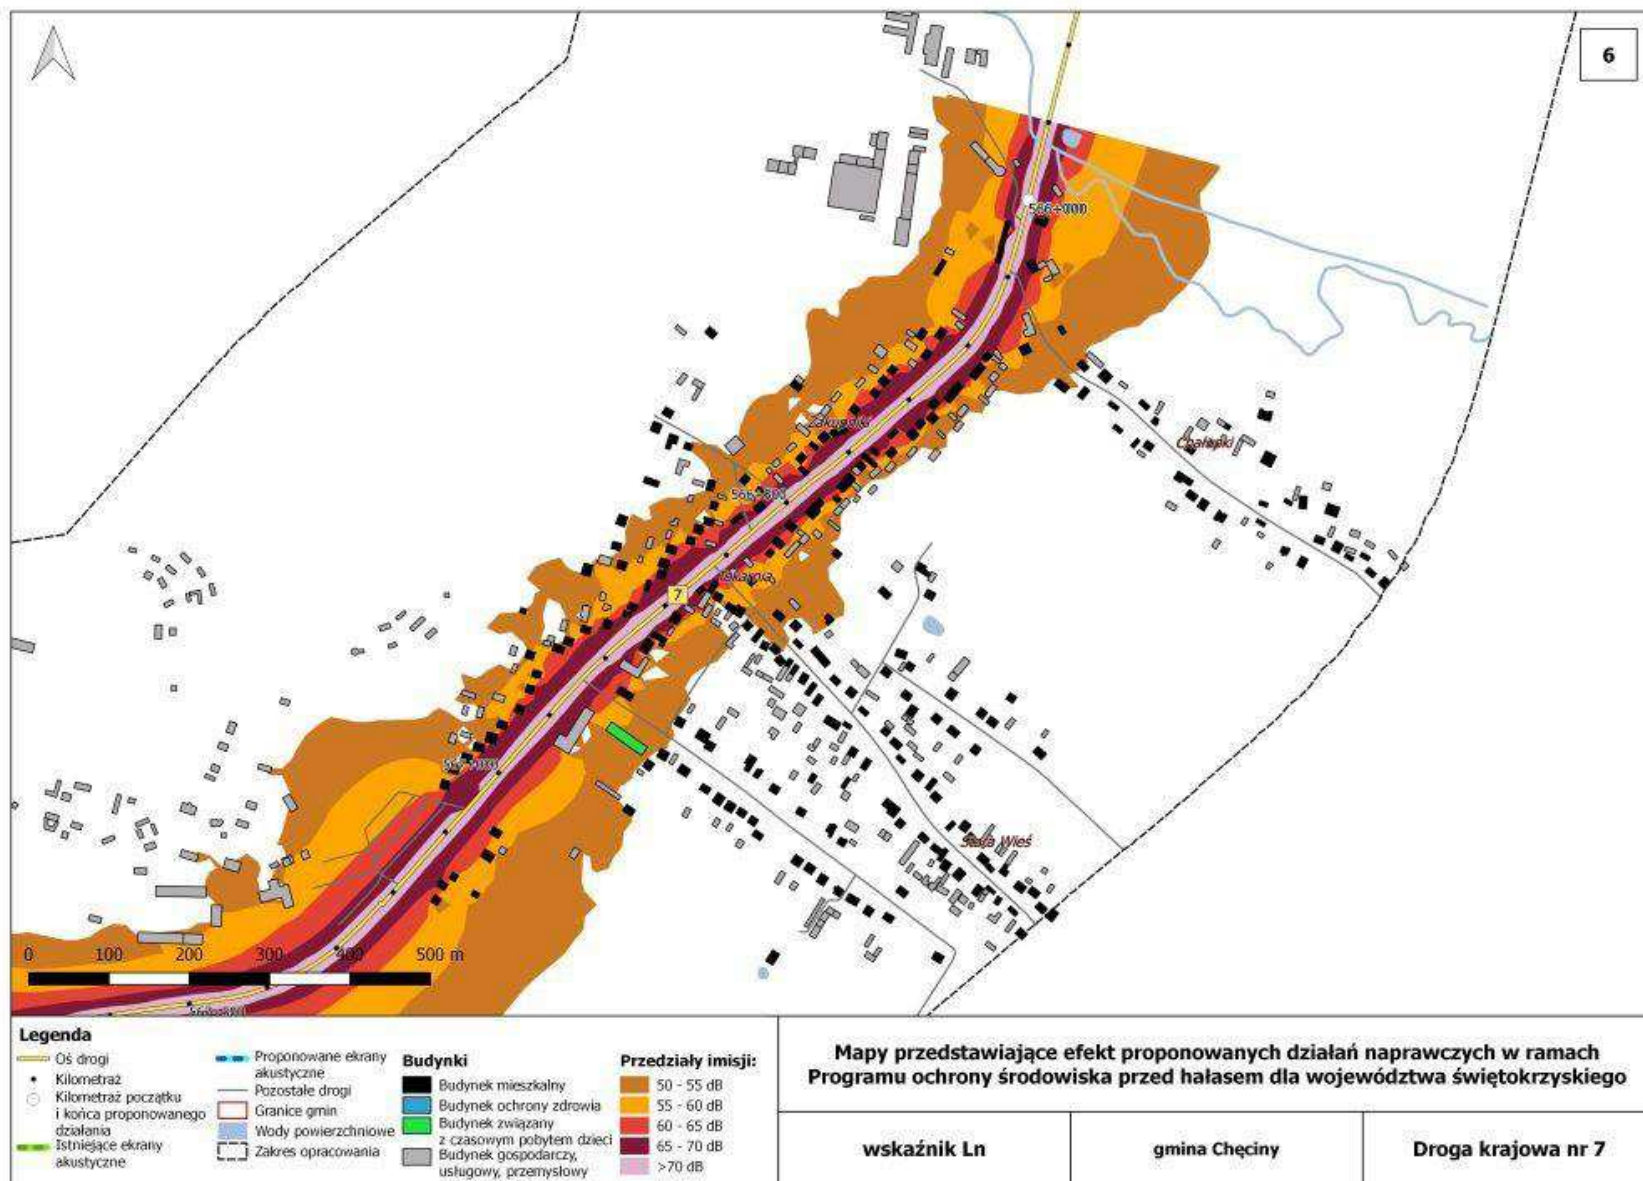 6
566+000
Zakupniki
Chałupki
7
Stara Wieś
0 100 200 300 400 500 m
Legenda
Oś drogi
Kilometraż
Kilometraż początku
i końca proponowanego
działania
Istniejące ekrany
akustyczne
Proponowane ekrany
akustyczne
Pozostałe drogi
Granice gmin
Wody powierzchniowe
Zakres opracowania
Budynki
Budynek mieszkalny
Budynek ochrony zdrowia
Budynek związany
z czasowym pobytem dzieci
Budynek gospodarczy,
usługowy, przemysłowy
Przedziały imisji:
50 - 55 dB
55 - 60 dB
60 - 65 dB
65 - 70 dB
>70 dB
Mapy przedstawiające efekt proponowanych działań naprawczych w ramach
Programu ochrony środowiska przed hałasem dla województwa świętokrzyskiego
wskaźnik Ln
gmina Chęciny
Droga krajowa nr 7